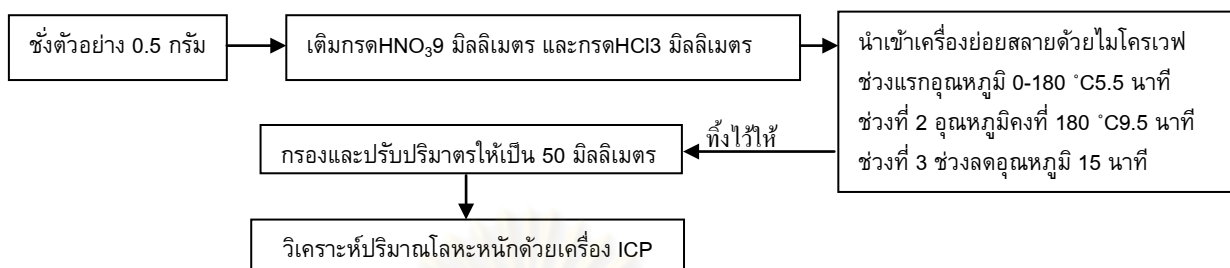 ชั่งตัวอย่าง 0.5 กรัม
เติมกรดHNO₃9 มิลลิเมตร และกรดHCl3 มิลลิเมตร
นำเข้าเครื่องย่อยสลายด้วยไมโครเวฟ
ช่วงแรกอุณหภูมิ 0-180 ˚C5.5 นาที
ช่วงที่ 2 อุณหภูมิคงที่ 180 ˚C9.5 นาที
ช่วงที่ 3 ช่วงลดอุณหภูมิ 15 นาที
ทิ้งไว้ให้
กรองและปรับปริมาตรให้เป็น 50 มิลลิเมตร
วิเคราะห์ปริมาณโลหะหนักด้วยเครื่อง ICP